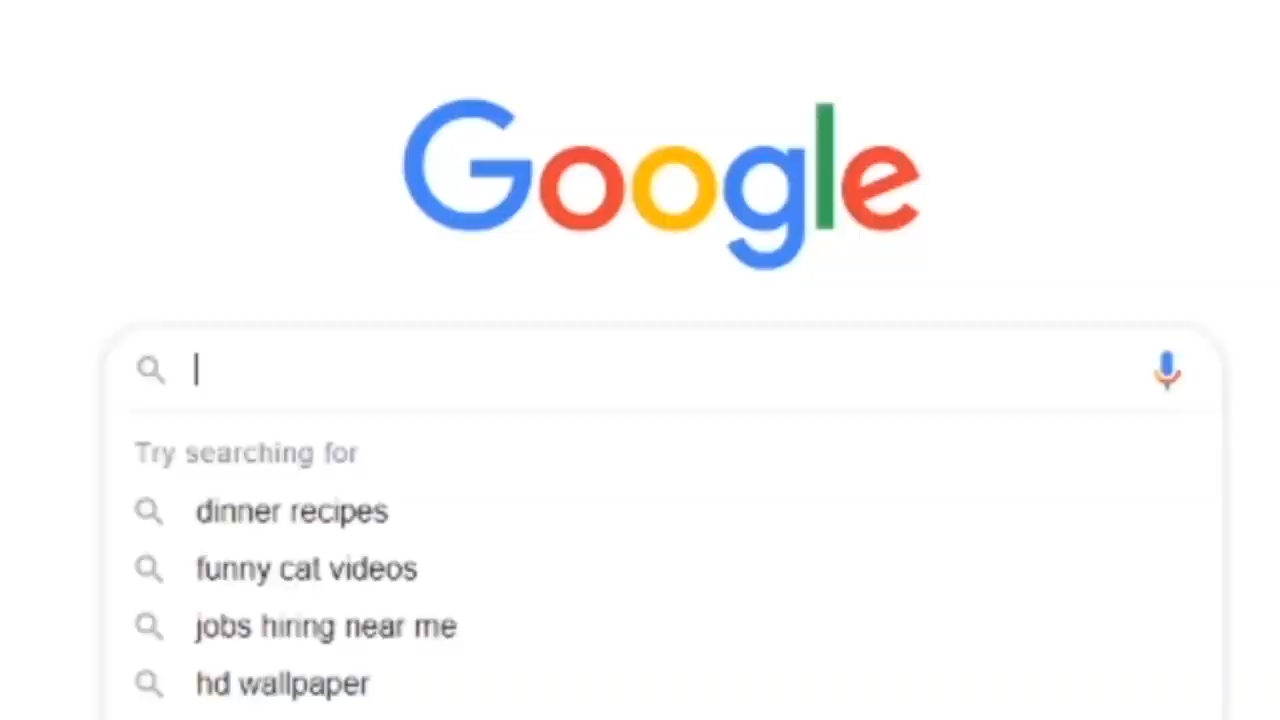 Google
Try searching for
dinner recipes
funny cat videos
jobs hiring near me
hd wallpaper